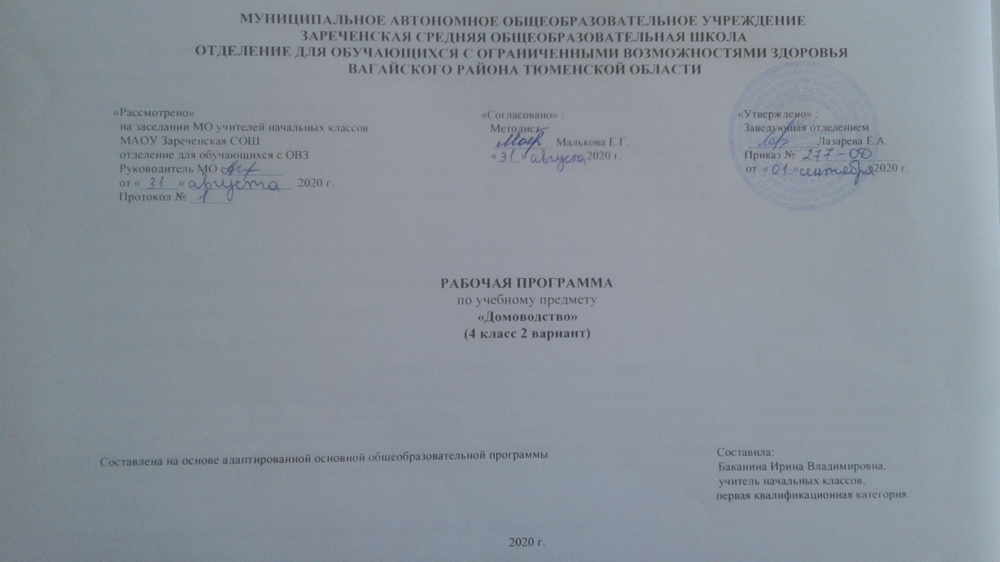 МУНИЦИПАЛЬНОЕ АВТОНОМНОЕ ОБЩЕОБРАЗОВАТЕЛЬНОЕ УЧРЕЖДЕНИЕ
ЗАРЕЧЕНСКАЯ СРЕДНЯЯ ОБЩЕОБРАЗОВАТЕЛЬНАЯ ШКОЛА
ОТДЕЛЕНИЕ ДЛЯ ОБУЧАЮЩИХСЯ С ОГРАНИЧЕННЫМИ ВОЗМОЖНОСТЯМИ ЗДОРОВЬЯ
ВАГАЙСКОГО РАЙОНА ТЮМЕНСКОЙ ОБЛАСТИ
«Рассмотрено»
на заседании МО учителей начальных классов
МАОУ Зареченская СОШ
отделение для обучающихся с ОВЗ
Руководитель МО
от «31» августа 2020 г.
Протокол № 1
«Согласовано» :
Методист
Малькова Е.Г.
«31» августа 2020 г.
«Утверждено» :
Заведующая отделением
Лазарева Е.А.
Приказ № 277-ОД
от «01» сентября 2020 г.
РАБОЧАЯ ПРОГРАММА
по учебному предмету
«Домоводство»
(4 класс 2 вариант)
Составлена на основе адаптированной основной общеобразовательной программы
Составила:
Баканина Ирина Владимировна,
учитель начальных классов,
первая квалификационная категория.
2020 г.